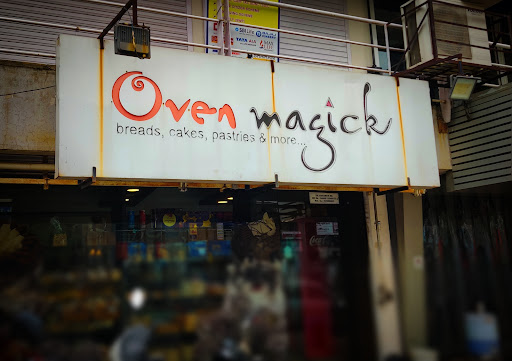 Oven magick
breads, cakes, pastries & more...